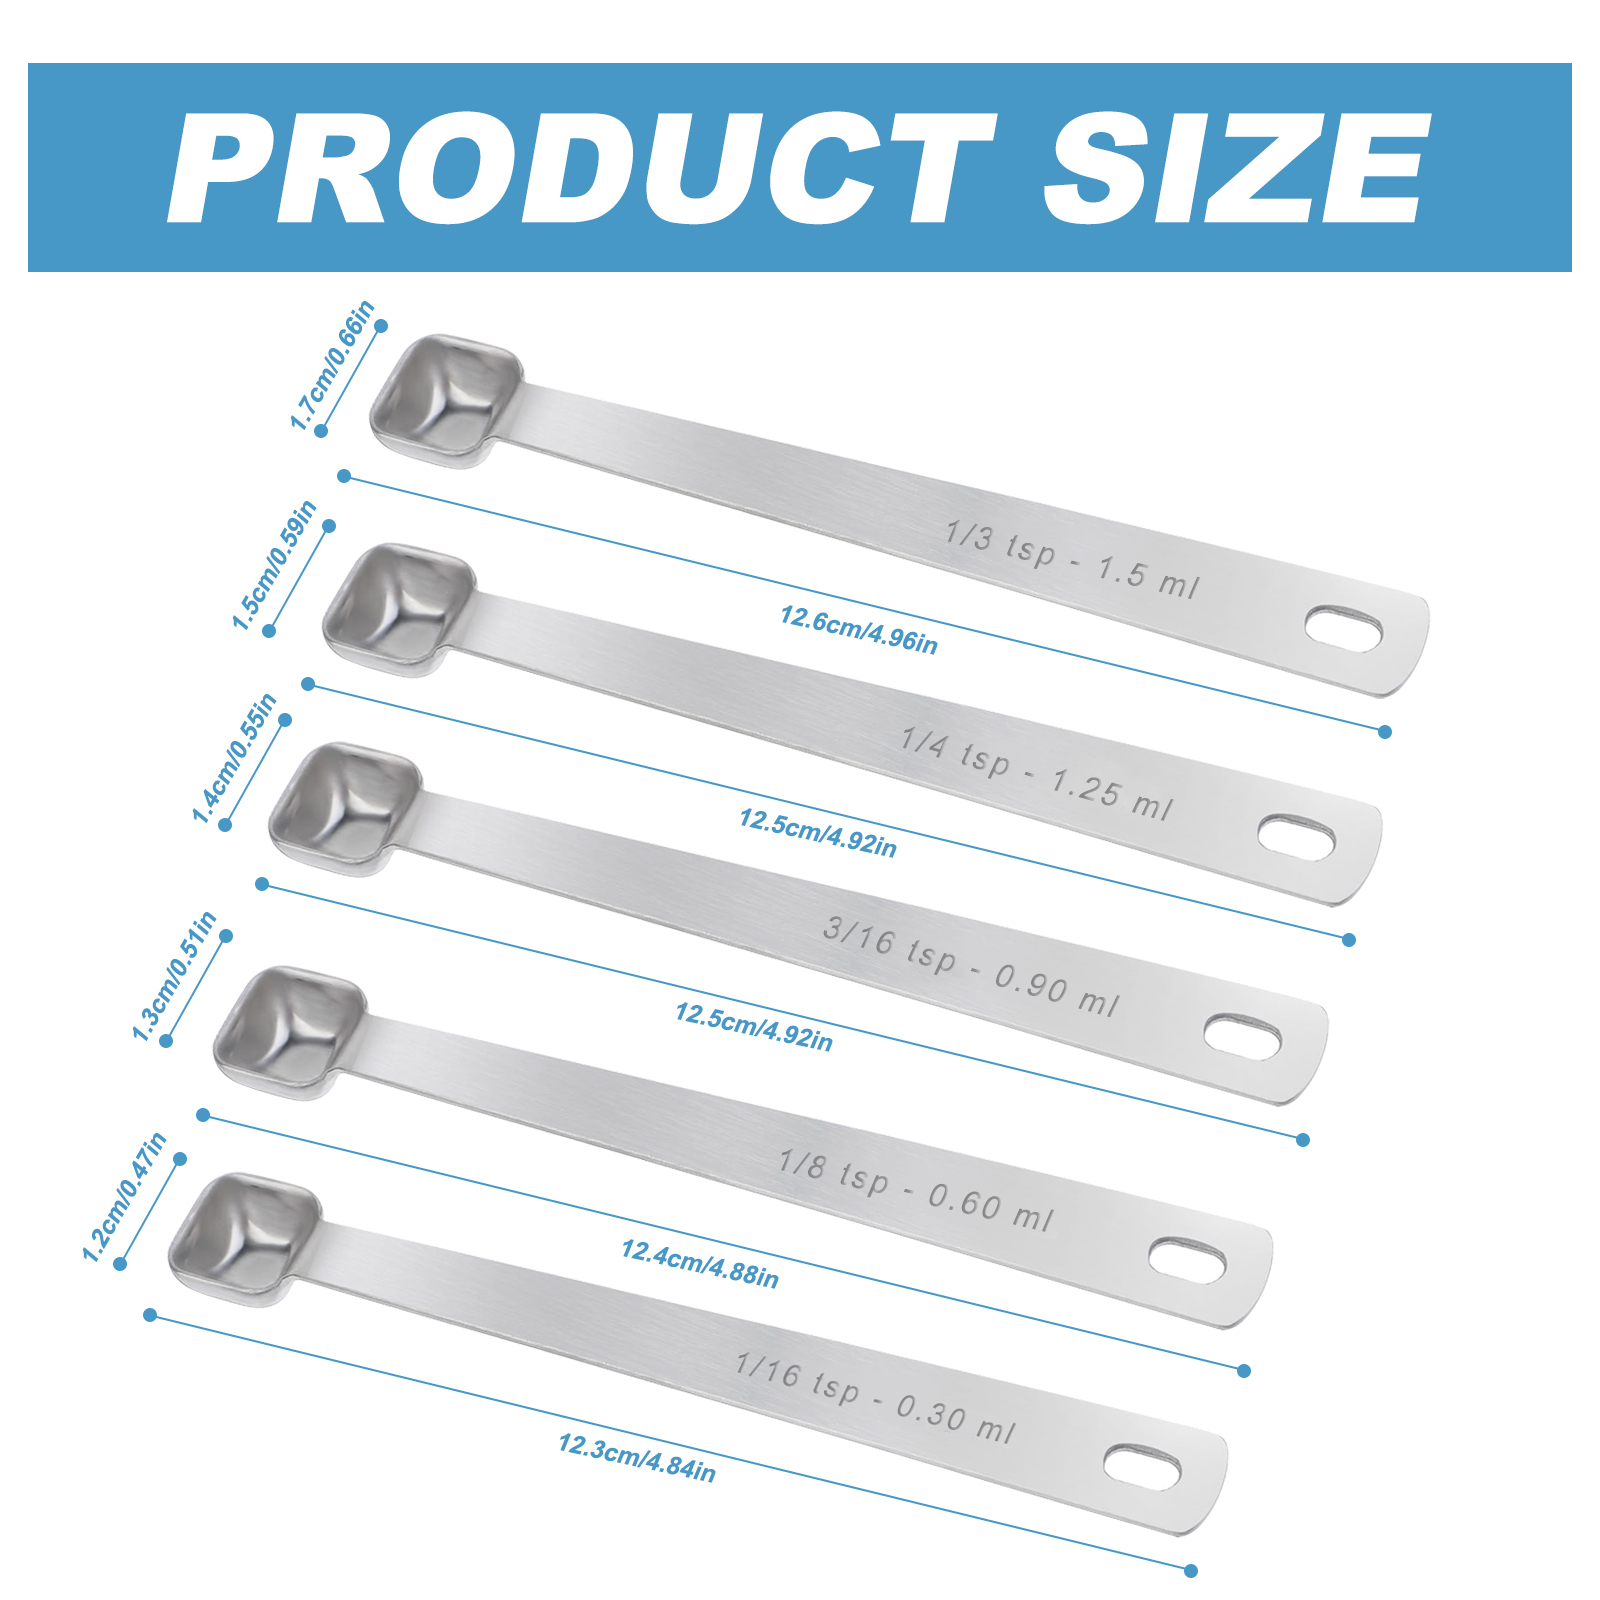 PRODUCT SIZE
1.7cm/0.66in
1/3 tsp - 1.5 ml
12.6cm/4.96in
1.5cm/0.59in
1/4 tsp - 1.25 ml
12.5cm/4.92in
1.4cm/0.55in
3/16 tsp - 0.90 ml
12.5cm/4.92in
1.3cm/0.51in
1/8 tsp - 0.60 ml
12.4cm/4.88in
1.2cm/0.47in
1/16 tsp - 0.30 ml
12.3cm/4.84in